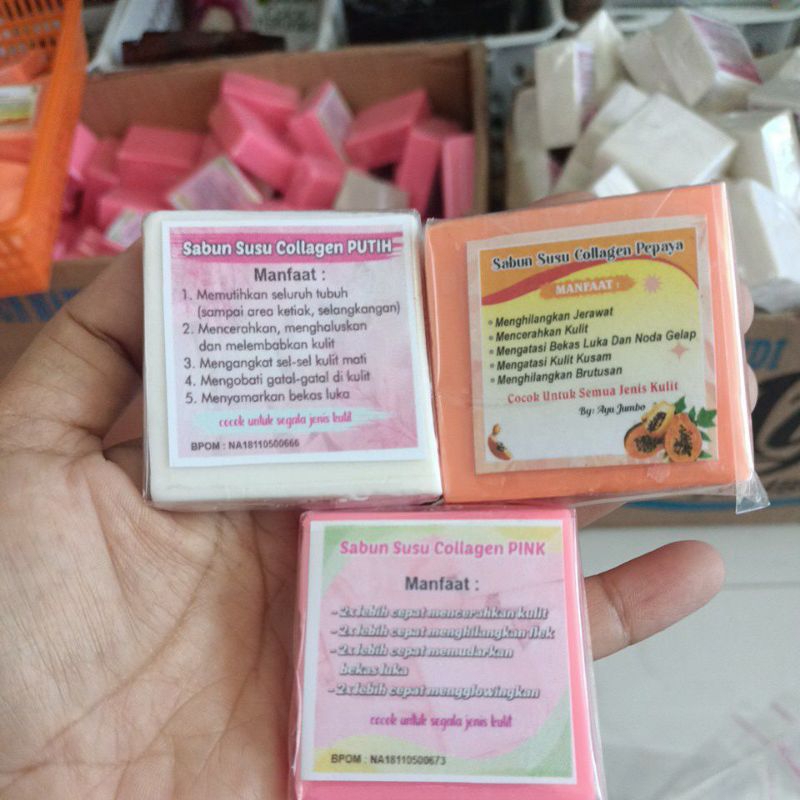 Sabun Susu Collagen PUTIH
Manfaat :
1. Memutihkan seluruh tubuh
(sampai area ketiak, selangkangan)
2. Mencerahkan, menghaluskan
dan melembabkan kulit
3. Mengangkat sel-sel kulit mati
4. Mengobati gatal-gatal di kulit
5. Menyamarkan bekas luka
cocok untuk segala jenis kulit
BPOM : NA18110500666
Sabun Susu Collagen Pepaya
MANFAAT :
• Menghilangkan Jerawat
• Mencerahkan Kulit
• Mengatasi Bekas Luka Dan Noda Gelap
• Mengatasi Kulit Kusam
• Menghilangkan Brutusan
Cocok Untuk Semua Jenis Kulit
By: Ayu Jumbo
Sabun Susu Collagen PINK
Manfaat :
- 2x lebih cepat mencerahkan kulit
- 2x lebih cepat menghilangkan flek
- 2x lebih cepat memudarkan
bekas luka
- 2x lebih cepat mengglowingkan
cocok untuk segala jenis kulit
BPOM : NA18110500673